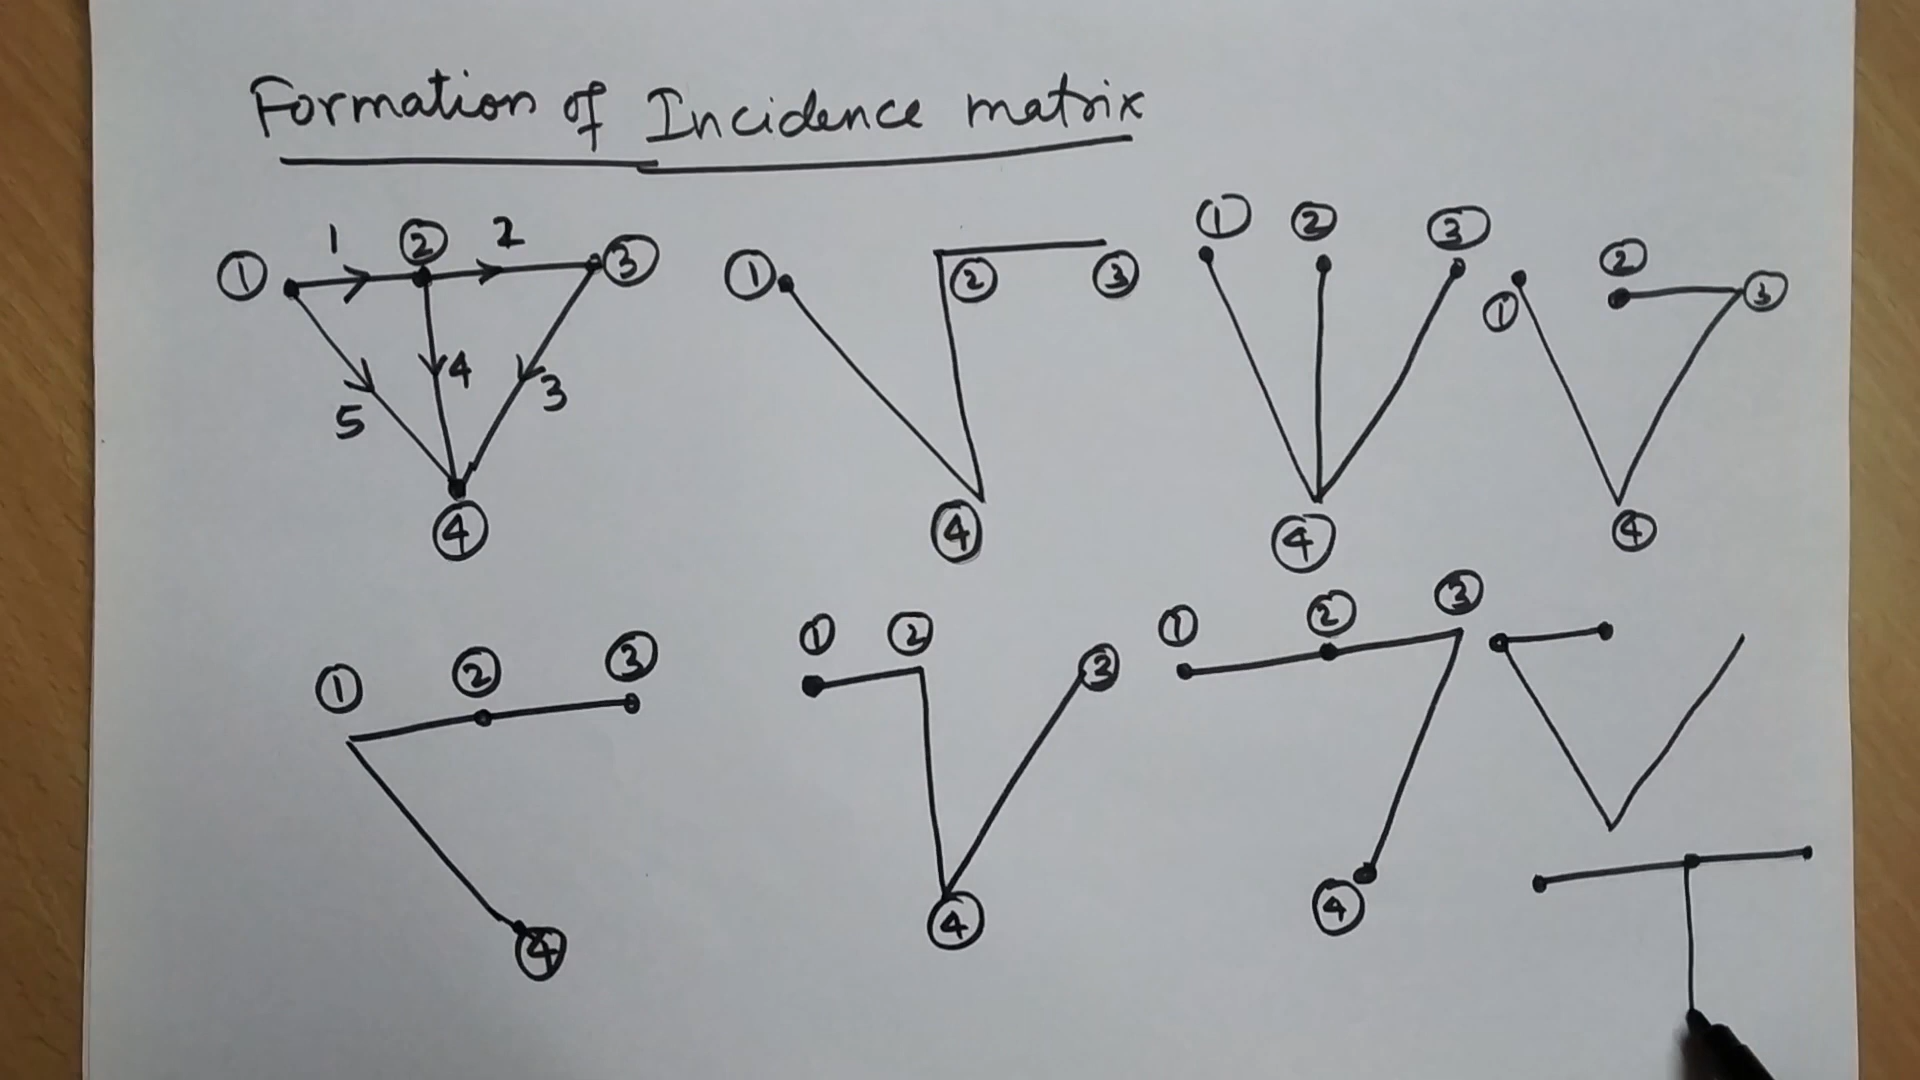 Formation of Incidence matrix
1 2
① ② ③
5 4 3
④
① ② ③
④
① ② ③
④
① ② ③
④
① ② ③
④
① ② ③
④
① ② ③
④